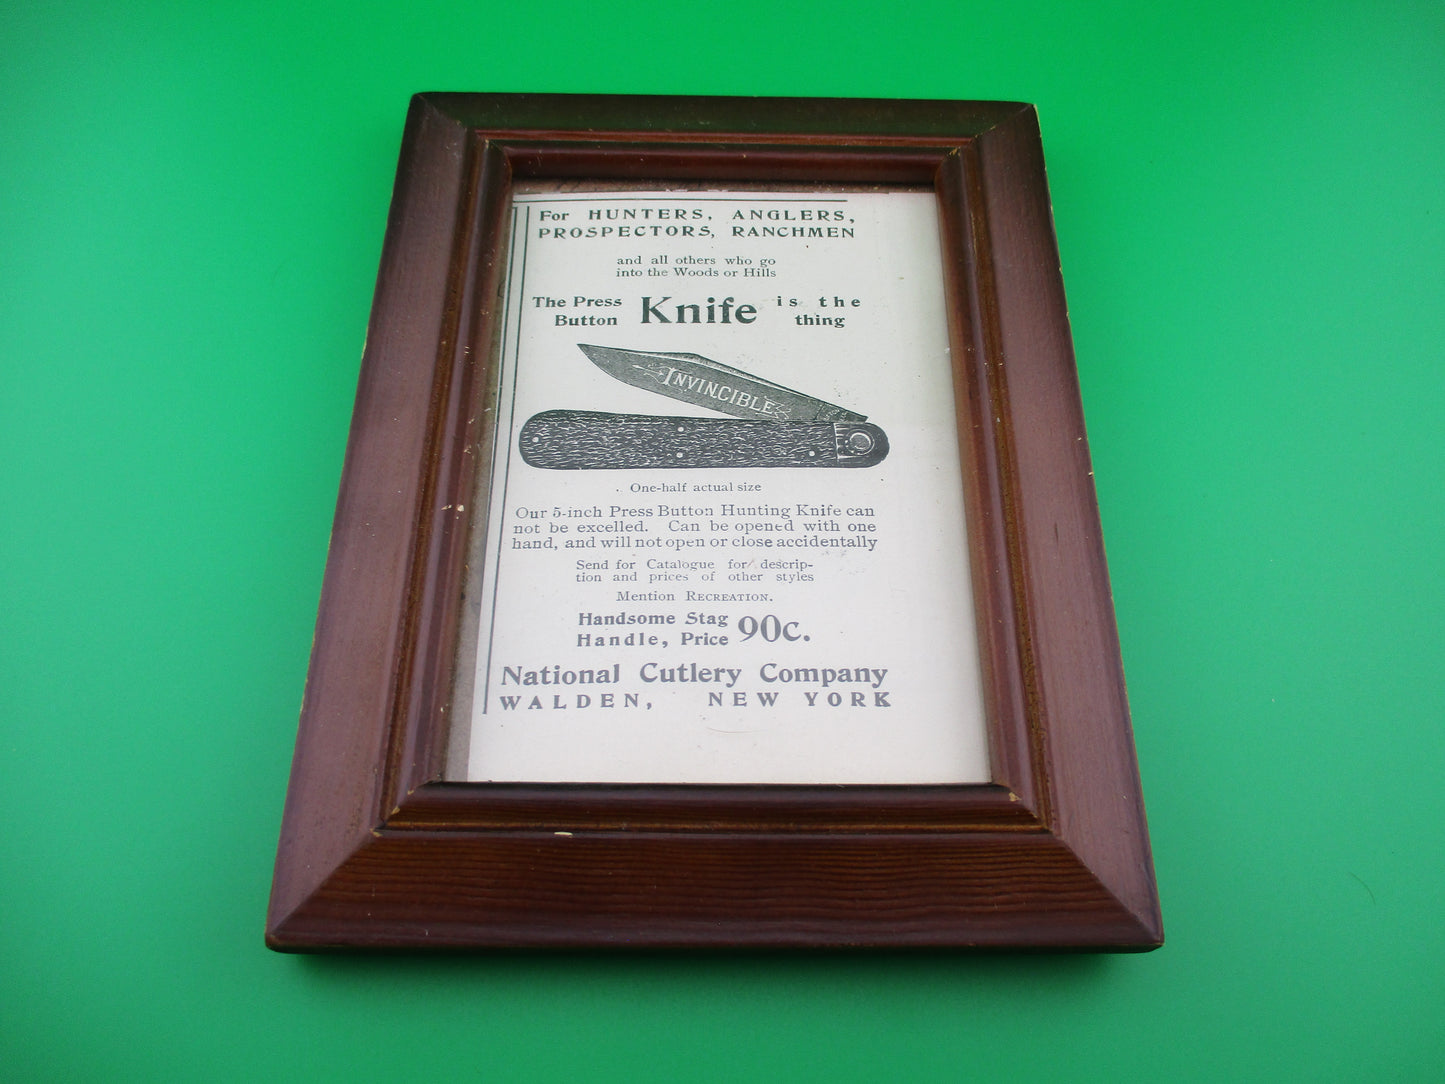 For HUNTERS, ANGLERS,
PROSPECTORS, RANCHMEN
and all others who go
into the Woods or Hills
The Press Button Knife is the thing
INVINCIBLE
One-half actual size
Our 5-inch Press Button Hunting Knife can
not be excelled. Can be opened with one
hand, and will not open or close accidentally
Send for Catalogue for descrip-
tion and prices of other styles
Mention RECREATION.
Handsome Stag
Handle, Price 90c.
National Cutlery Company
WALDEN, NEW YORK